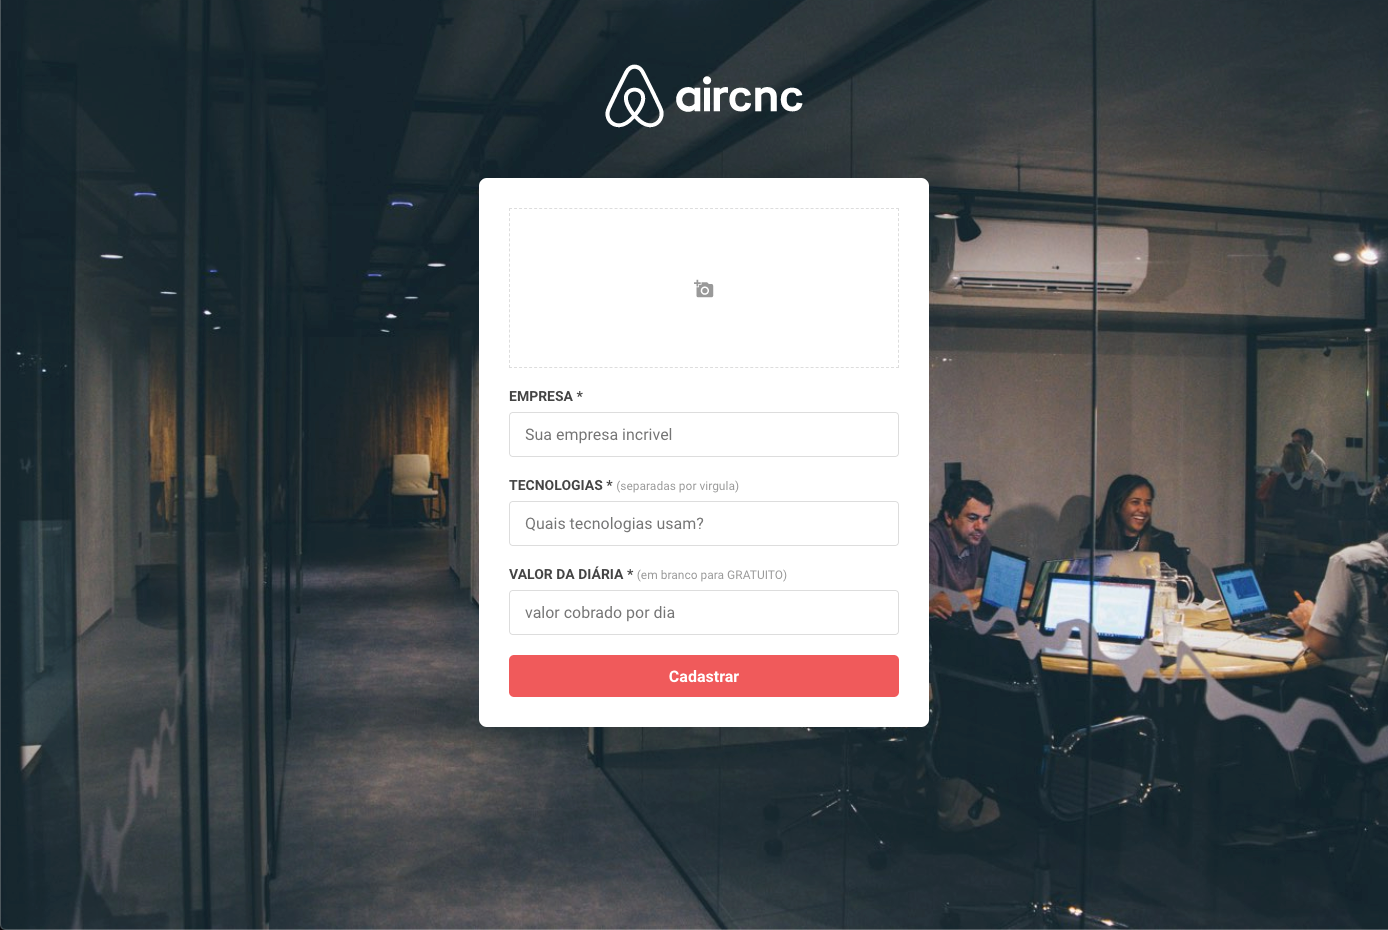 aircnc
EMPRESA *
Sua empresa incrivel
TECNOLOGIAS * (separadas por virgula)
Quais tecnologias usam?
VALOR DA DIÁRIA * (em branco para GRATUITO)
valor cobrado por dia
Cadastrar